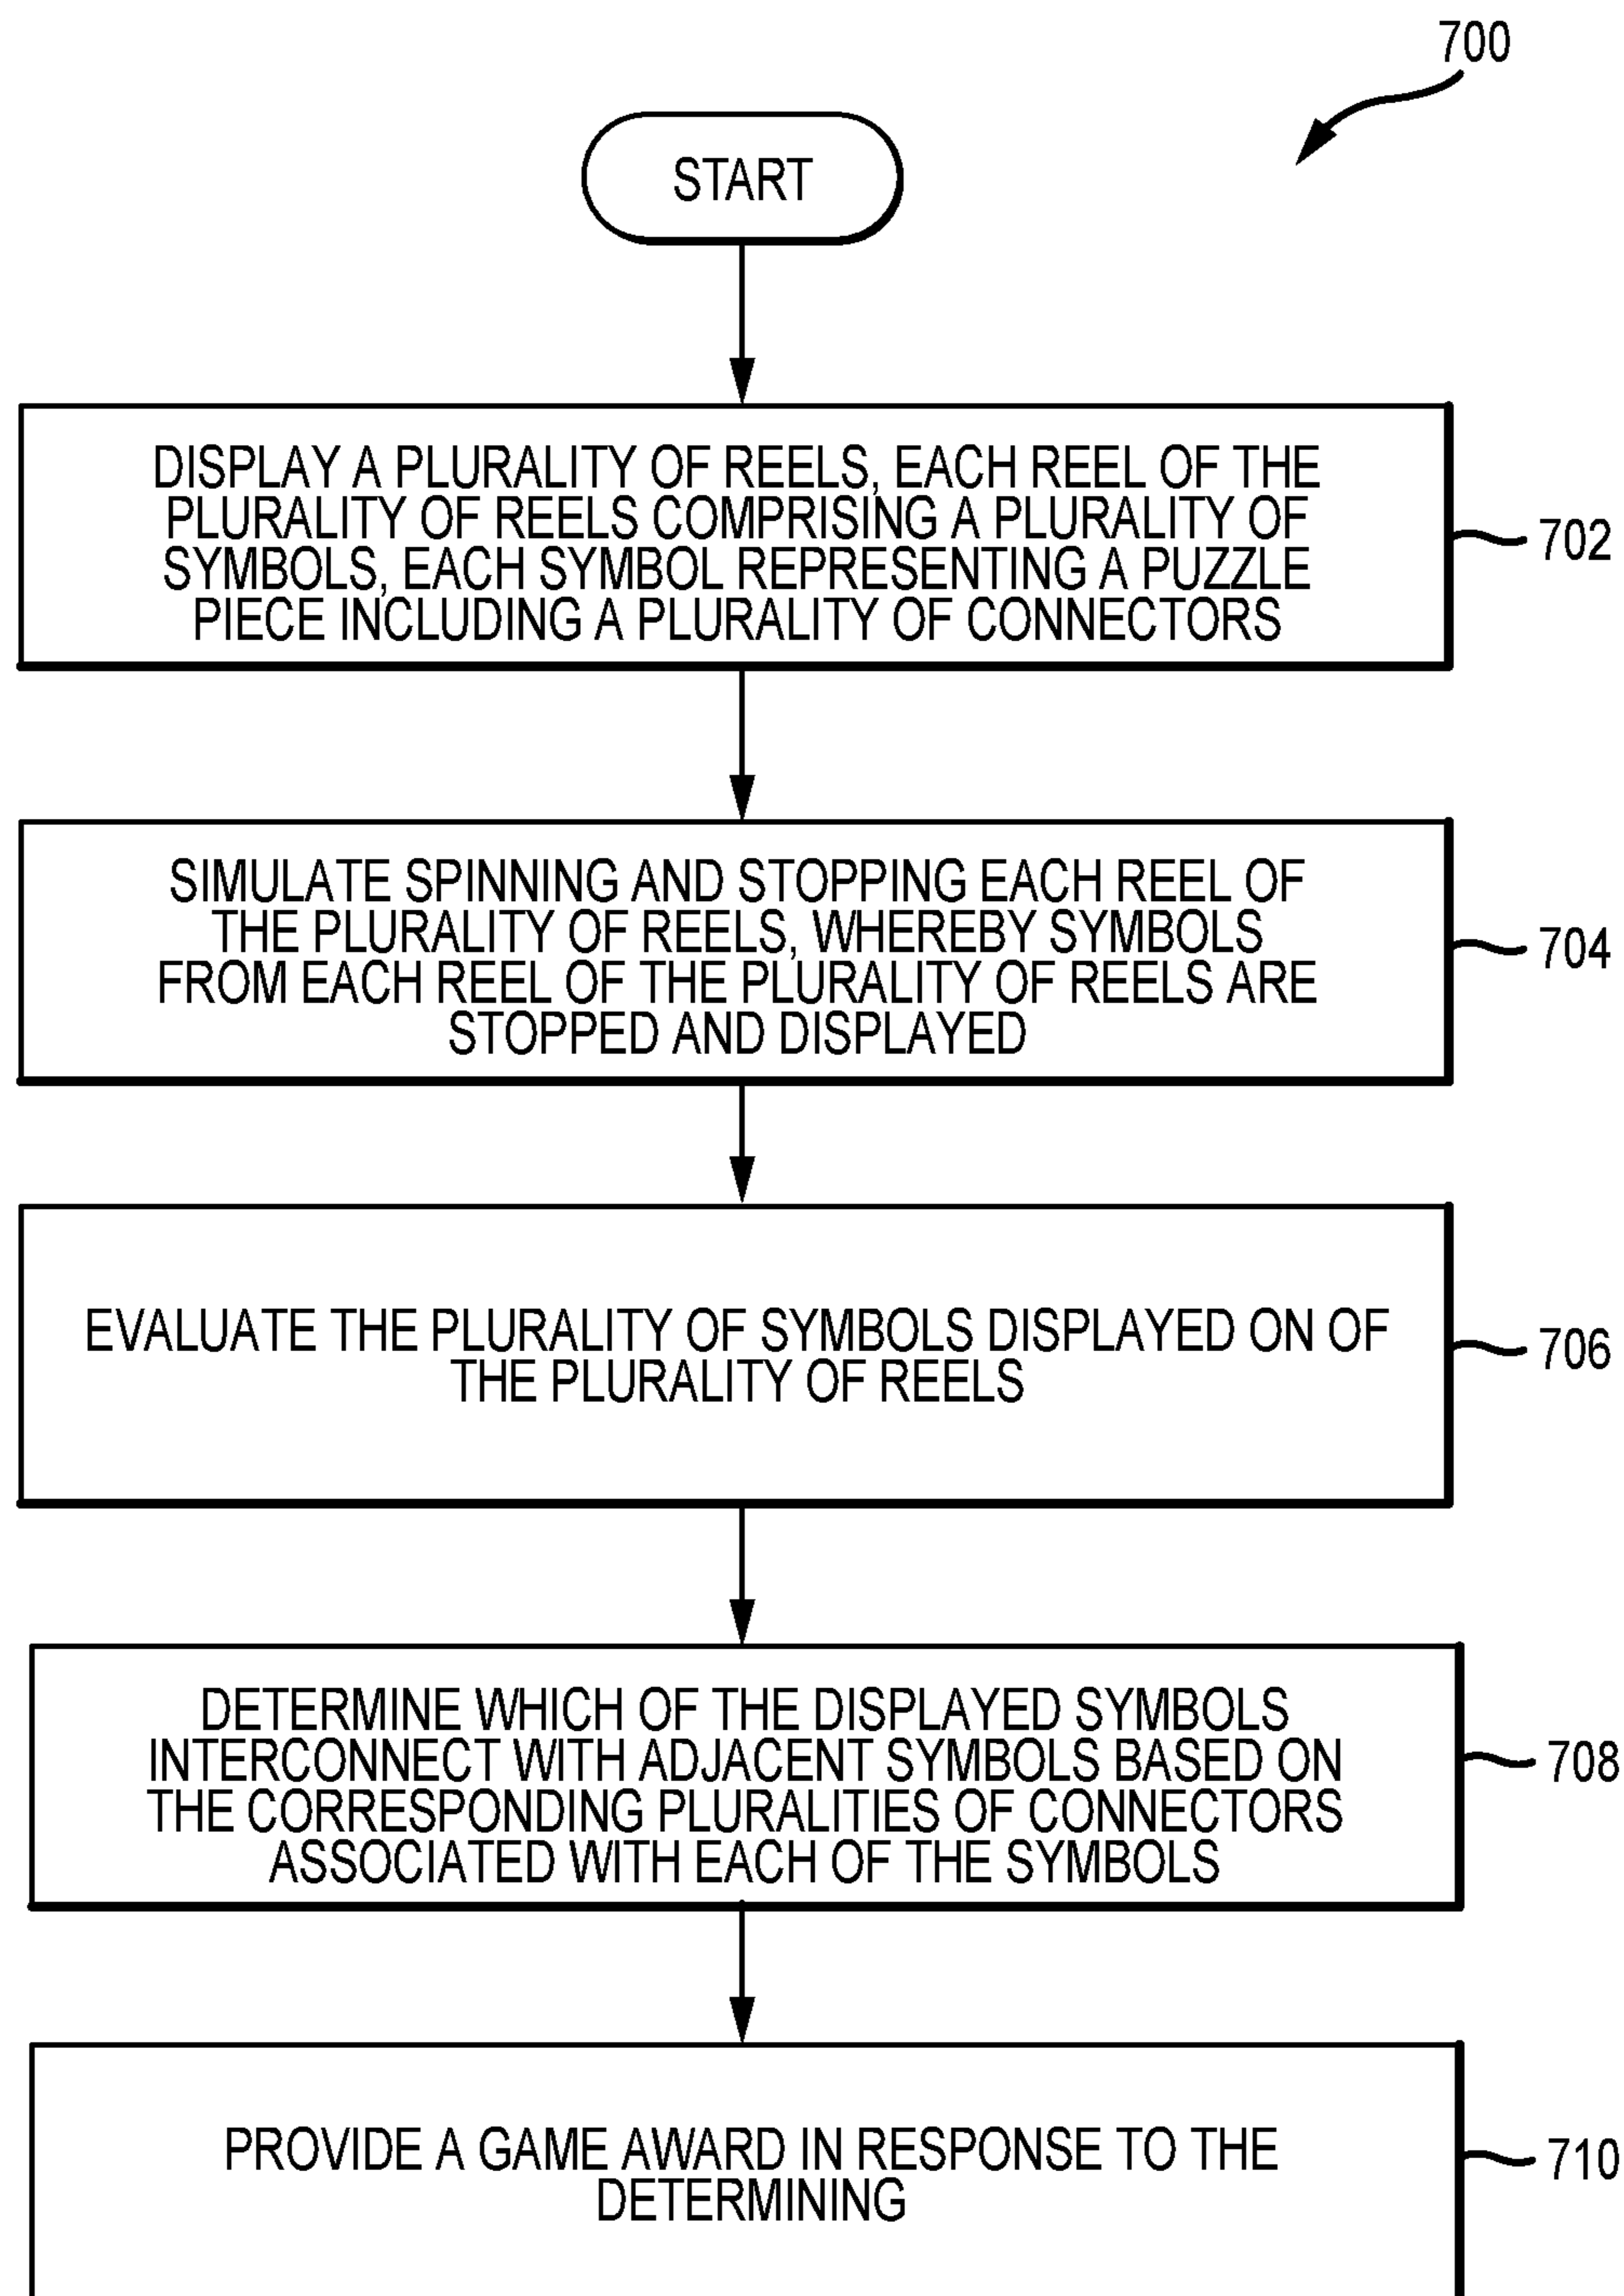 700
START
DISPLAY A PLURALITY OF REELS, EACH REEL OF THE
PLURALITY OF REELS COMPRISING A PLURALITY OF
SYMBOLS, EACH SYMBOL REPRESENTING A PUZZLE
PIECE INCLUDING A PLURALITY OF CONNECTORS
702
SIMULATE SPINNING AND STOPPING EACH REEL OF
THE PLURALITY OF REELS, WHEREBY SYMBOLS
FROM EACH REEL OF THE PLURALITY OF REELS ARE
STOPPED AND DISPLAYED
704
EVALUATE THE PLURALITY OF SYMBOLS DISPLAYED ON OF
THE PLURALITY OF REELS
706
DETERMINE WHICH OF THE DISPLAYED SYMBOLS
INTERCONNECT WITH ADJACENT SYMBOLS BASED ON
THE CORRESPONDING PLURALITIES OF CONNECTORS
ASSOCIATED WITH EACH OF THE SYMBOLS
708
PROVIDE A GAME AWARD IN RESPONSE TO THE
DETERMINING
710